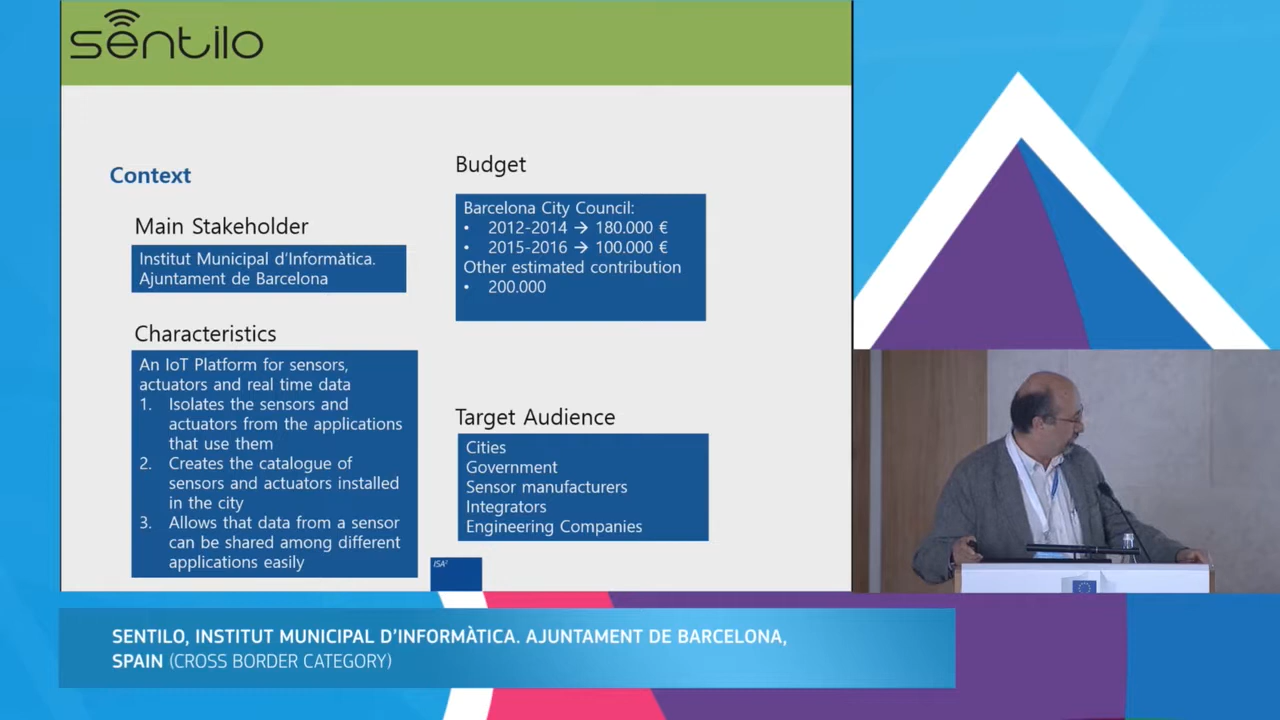 sentilo
Context
Main Stakeholder
Institut Municipal d'Informàtica.
Ajuntament de Barcelona
Characteristics
An IoT Platform for sensors,
actuators and real time data
1. Isolates the sensors and
actuators from the applications
that use them
2. Creates the catalogue of
sensors and actuators installed
in the city
3. Allows that data from a sensor
can be shared among different
applications easily
Budget
Barcelona City Council:
• 2012-2014 → 180.000 €
• 2015-2016 → 100.000 €
Other estimated contribution
• 200.000
Target Audience
Cities
Government
Sensor manufacturers
Integrators
Engineering Companies
ISA²
SENTILO, INSTITUT MUNICIPAL D'INFORMÀTICA. AJUNTAMENT DE BARCELONA,
SPAIN (CROSS BORDER CATEGORY)